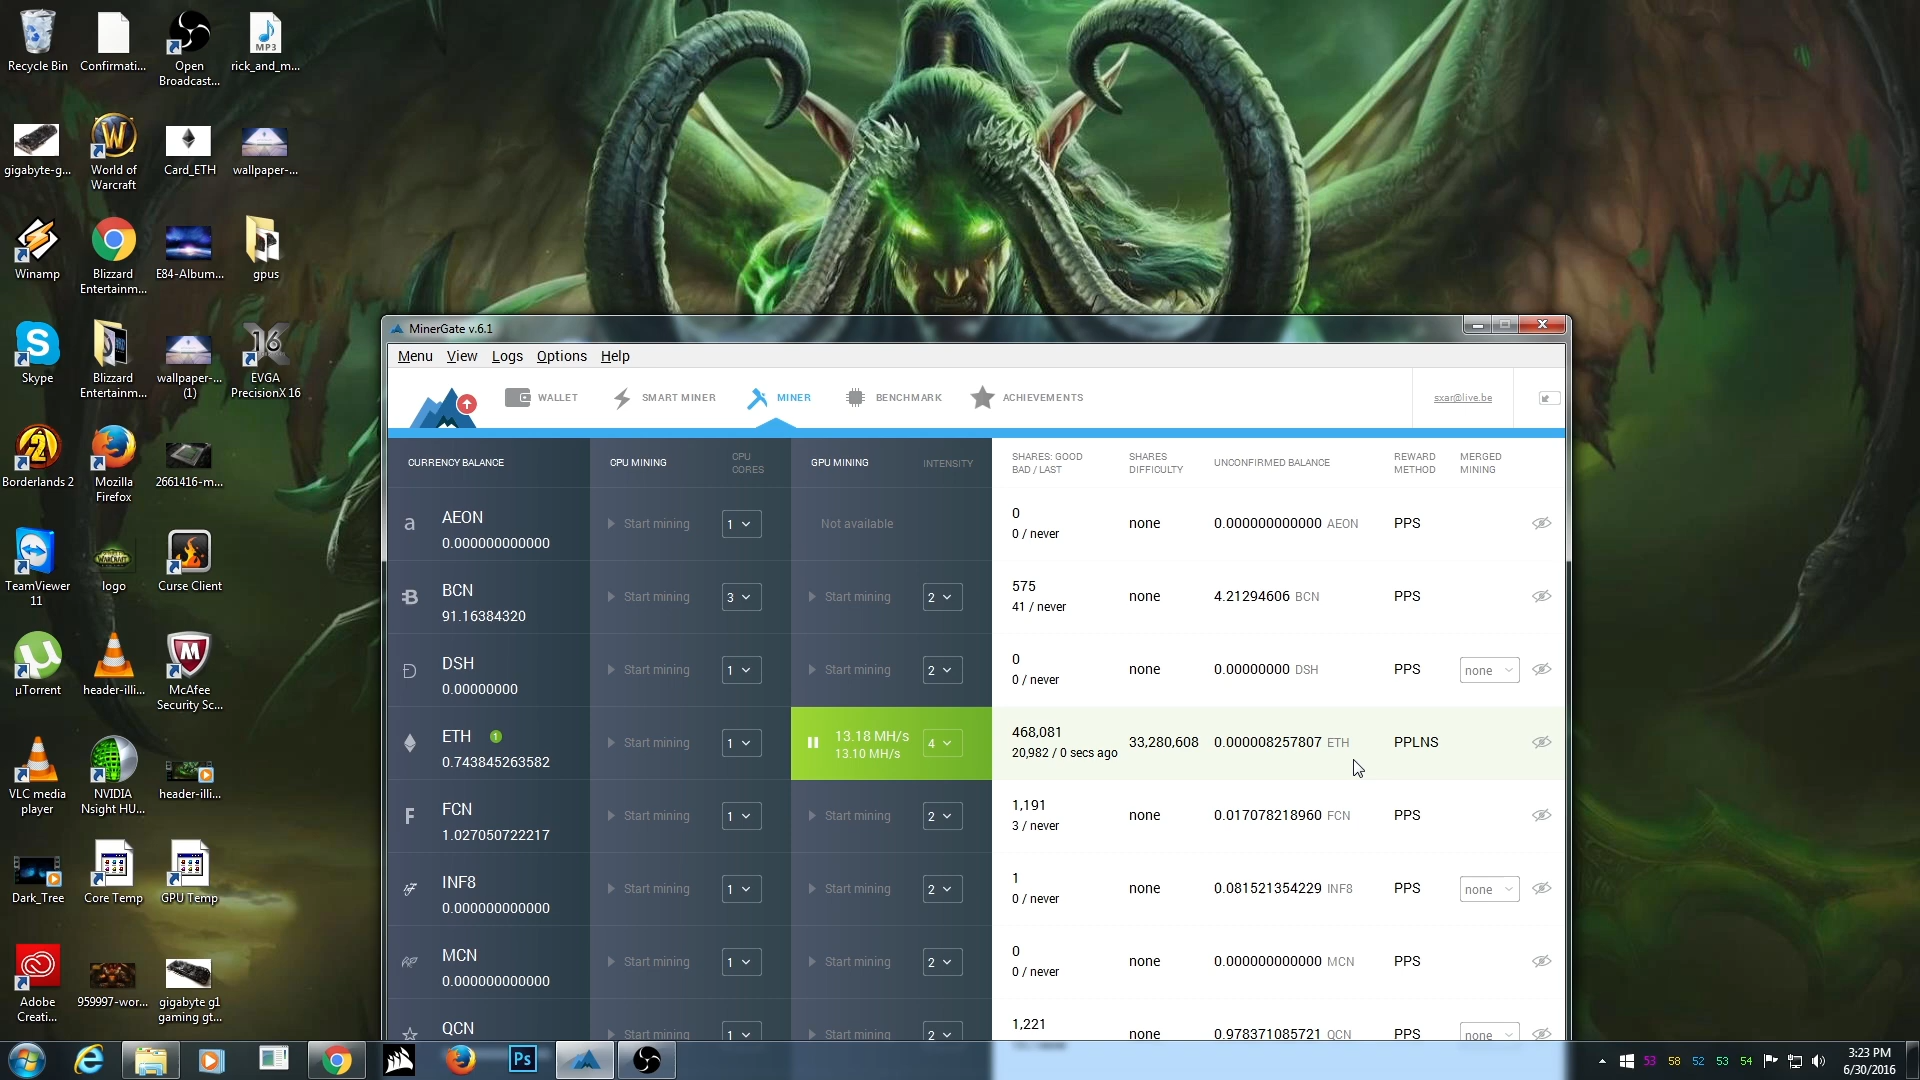 Recycle Bin
Confirmati...
Open
Broadcast...
rick_and_m...
MP3
gigabyte-g...
World of
Warcraft
Card_ETH
wallpaper-...
Winamp
Blizzard
Entertainm...
E84-Album...
gpus
Skype
Blizzard
Entertainm...
wallpaper-...
(1)
EVGA
PrecisionX 16
Borderlands 2
Mozilla
Firefox
2661416-m...
TeamViewer
11
logo
Curse Client
µTorrent
header-illi...
McAfee
Security Sc...
VLC media
player
NVIDIA
Nsight HU...
header-illi...
Dark_Tree
Core Temp
GPU Temp
Adobe
Creati...
959997-wor...
gigabyte g1
gaming gt...
MinerGate v.6.1
Menu View Logs Options Help
WALLET SMART MINER MINER BENCHMARK ACHIEVEMENTS sxar@live.be
CURRENCY BALANCE CPU MINING CPU CORES GPU MINING INTENSITY SHARES: GOOD BAD / LAST SHARES DIFFICULTY UNCONFIRMED BALANCE REWARD METHOD MERGED MINING
AEON
0.000000000000
Start mining 1 Not available
0
0 / never
none 0.000000000000 AEON PPS
BCN
91.16384320
Start mining 3 Start mining 2
575
41 / never
none 4.21294606 BCN PPS
DSH
0.00000000
Start mining 1 Start mining 2
0
0 / never
none 0.00000000 DSH PPS none
ETH 1
0.743845263582
Start mining 1 13.18 MH/s
13.10 MH/s
4
468,081
20,982 / 0 secs ago
33,280,608 0.000008257807 ETH PPLNS
FCN
1.027050722217
Start mining 1 Start mining 2
1,191
3 / never
none 0.017078218960 FCN PPS
INF8
0.000000000000
Start mining 1 Start mining 2
1
0 / never
none 0.081521354229 INF8 PPS none
MCN
0.000000000000
Start mining 1 Start mining 2
0
0 / never
none 0.000000000000 MCN PPS
QCN
Start mining 1 Start mining 2
1,221
none 0.978371085721 QCN PPS none
Ps
53 58 52 53 54
3:23 PM
6/30/2016